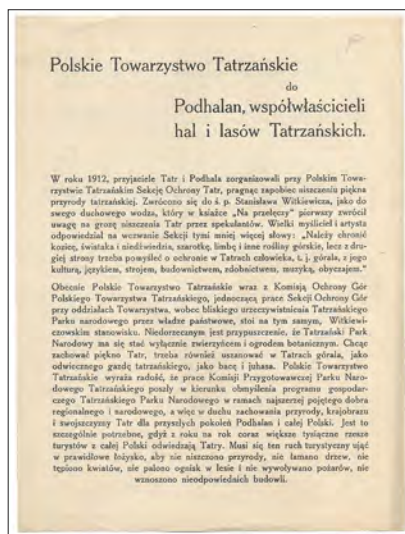 Polskie Towarzystwo Tatrzańskie
do
Podhalan, współwłaścicieli
hal i lasów Tatrzańskich.
W roku 1912, przyjaciele Tatr i Podhala zorganizowali przy Polskim Towa-
rzystwie Tatrzańskim Sekcję Ochrony Tatr, pragnąc zapobiec niszczeniu piękna
przyrody tatrzańskiej. Zwrócono się do ś. p. Stanisława Witkiewicza, jako do
swego duchowego wodza, który w książce „Na przełęczy" pierwszy zwrócił
uwagę na grozę niszczenia Tatr przez spekulantów. Wielki myśliciel i artysta
odpowiedział na wezwanie Sekcji tymi mniej więcej słowy: „Należy chronić
kozicę, świstaka i niedźwiedzia, szarotkę, limbę i inne rośliny górskie, lecz z dru-
giej strony trzeba pomyśleć o ochronie w Tatrach człowieka, t. j. górala, z jego
kulturą, językiem, strojem, budownictwem, zdobnictwem, muzyką, obyczajem."
Obecnie Polskie Towarzystwo Tatrzańskie wraz z Komisją Ochrony Gór
Polskiego Towarzystwa Tatrzańskiego, jednoczącą prace Sekcji Ochrony Gór
przy oddziałach Towarzystwa, wobec bliskiego urzeczywistnienia Tatrzańskiego
Parku narodowego przez władze państwowe, stoi na tym samym, Witkiewi-
czowskim stanowisku. Niedorzecznym jest przypuszczenie, że Tatrzański Park
Narodowy ma się stać wyłącznie zwierzyńcem i ogrodem botanicznym. Chcąc
zachować piękno Tatr, trzeba również uszanować w Tatrach górala, jako
odwiecznego gazdę tatrzańskiego, jako bacę i juhasa. Polskie Towarzystwo
Tatrzańskie wyraża radość, że prace Komisji Przygotowawczej Parku Naro-
dowego Tatrzańskiego poszły w kierunku obmyślenia programu gospodar-
czego Tatrzańskiego Parku Narodowego w ramach najszerzej pojętego dobra
regionalnego i narodowego, a więc w duchu zachowania przyrody, krajobrazu
i swojszczyzny Tatr dla przyszłych pokoleń Podhalan i całej Polski. Jest to
szczególnie potrzebne, gdyż z roku na rok coraz większe tysiączne rzesze
turystów z całej Polski odwiedzają Tatry. Musi się ten ruch turystyczny ująć
w prawidłowe łożysko, aby nie niszczono przyrody, nie łamano drzew, nie
tępiono kwiatów, nie palono ognisk w lesie i nie wywoływano pożarów, nie
wznoszono nieodpowiednich budowli.